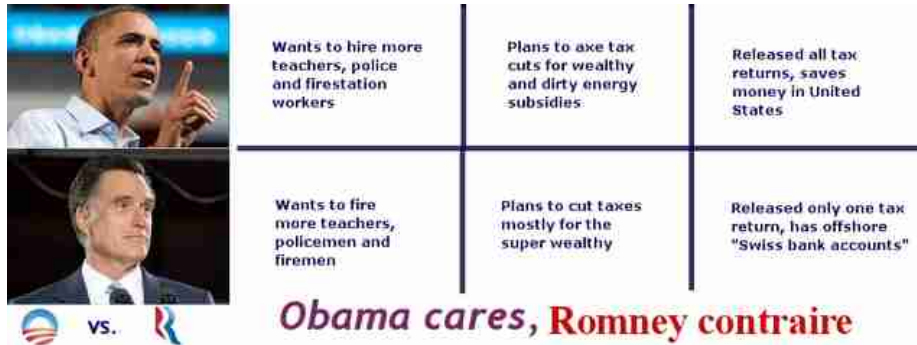 Wants to hire more
teachers, police
and firestation
workers
Plans to axe tax
cuts for wealthy
and dirty energy
subsidies
Released all tax
returns, saves
money in United
States
Wants to fire
more teachers,
policemen and
firemen
Plans to cut taxes
mostly for the
super wealthy
Released only one tax
return, has offshore
"Swiss bank accounts"
vs.
Obama cares, Romney contraire